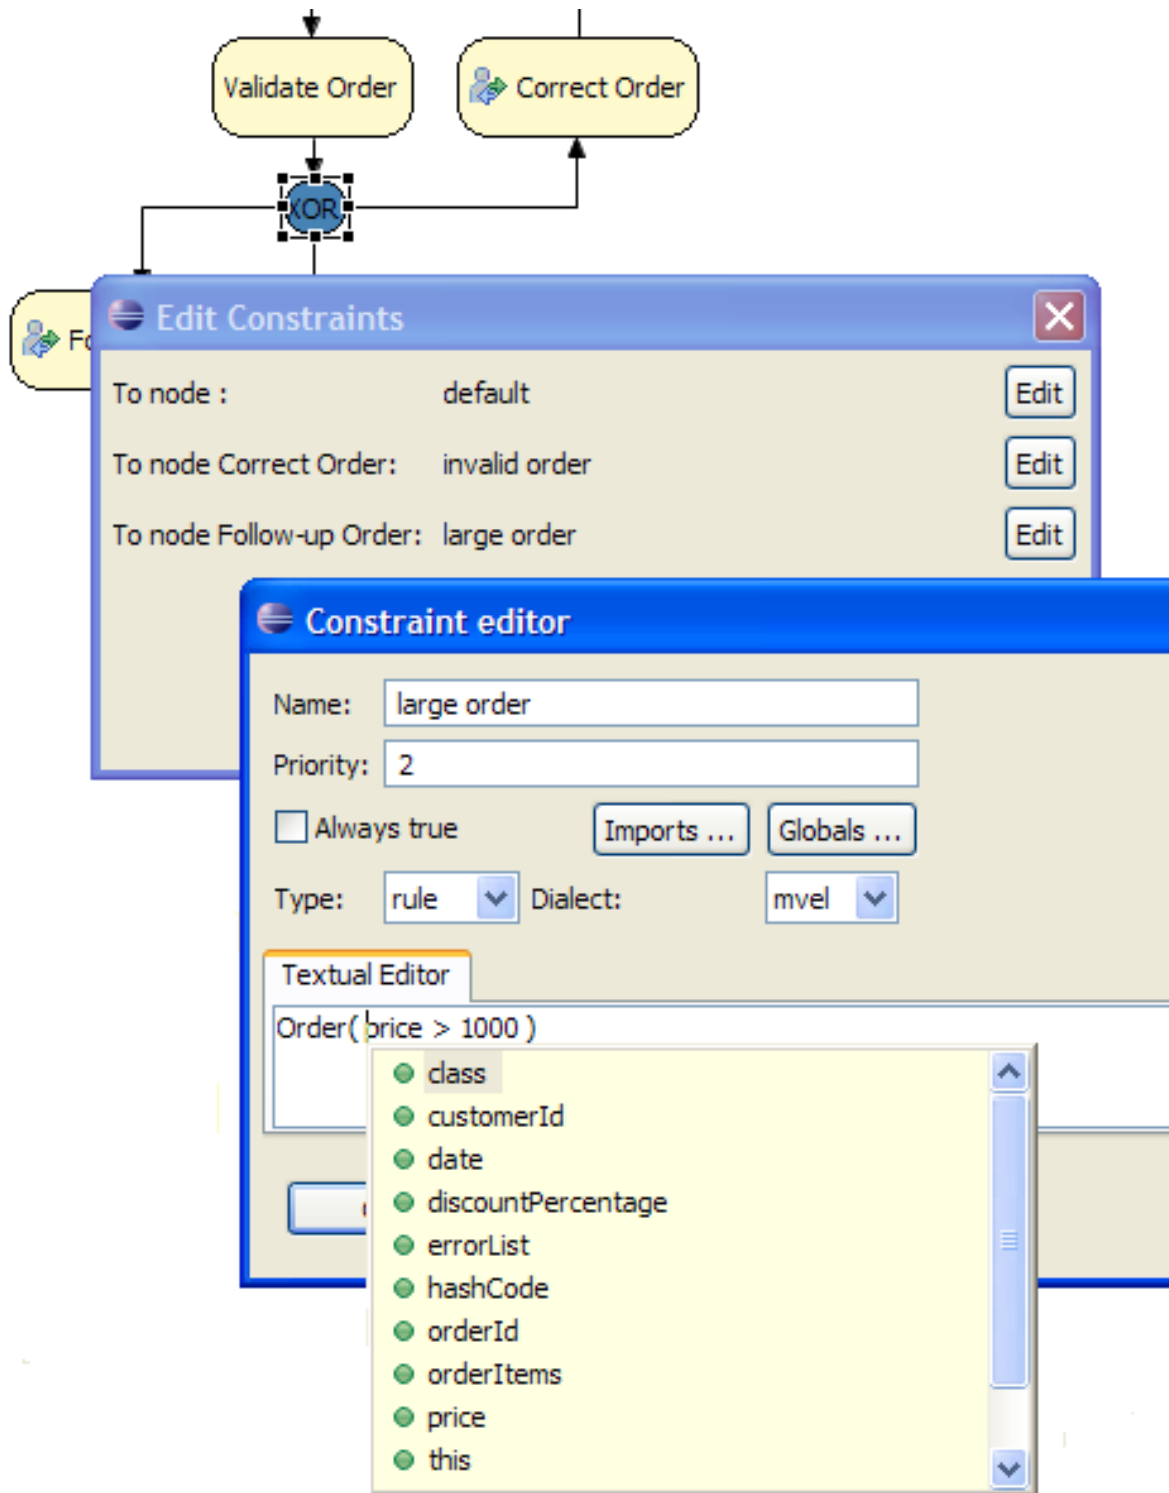 Validate Order
Correct Order
XOR
Edit Constraints
To node : default Edit
To node Correct Order: invalid order Edit
To node Follow-up Order: large order Edit
Constraint editor
Name: large order
Priority: 2
Always true Imports ... Globals ...
Type: rule Dialect: mvel
Textual Editor
Order( price > 1000 )
class
customerId
date
discountPercentage
errorList
hashCode
orderId
orderItems
price
this